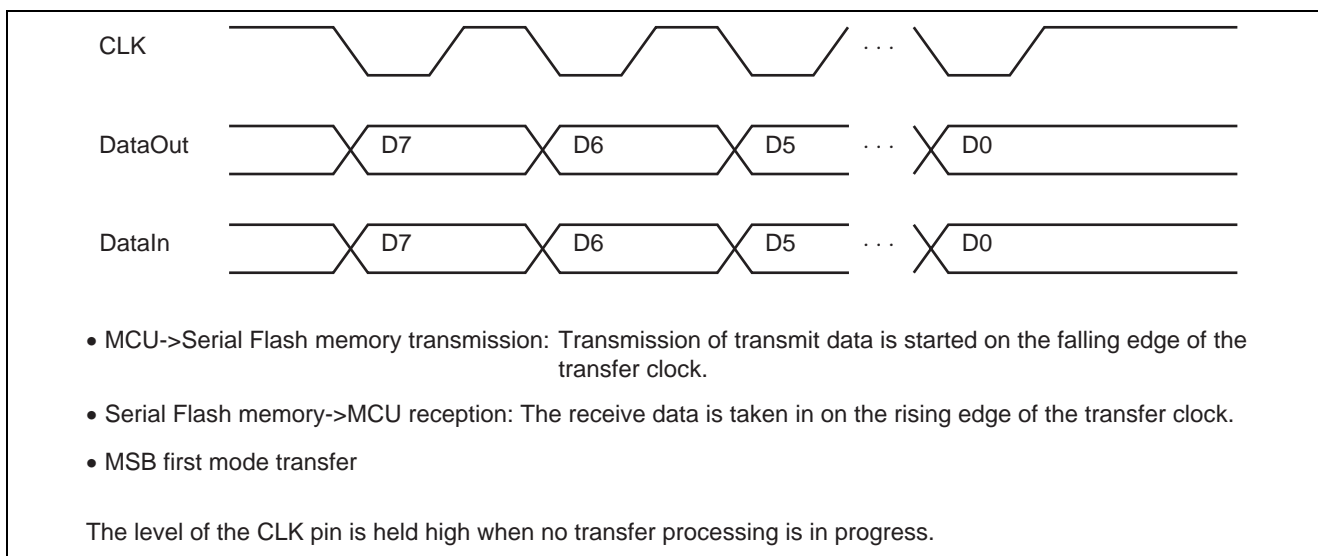 CLK
· · ·
DataOut D7 D6 D5 · · · D0
DataIn D7 D6 D5 · · · D0
• MCU->Serial Flash memory transmission: Transmission of transmit data is started on the falling edge of the
transfer clock.
• Serial Flash memory->MCU reception: The receive data is taken in on the rising edge of the transfer clock.
• MSB first mode transfer
The level of the CLK pin is held high when no transfer processing is in progress.